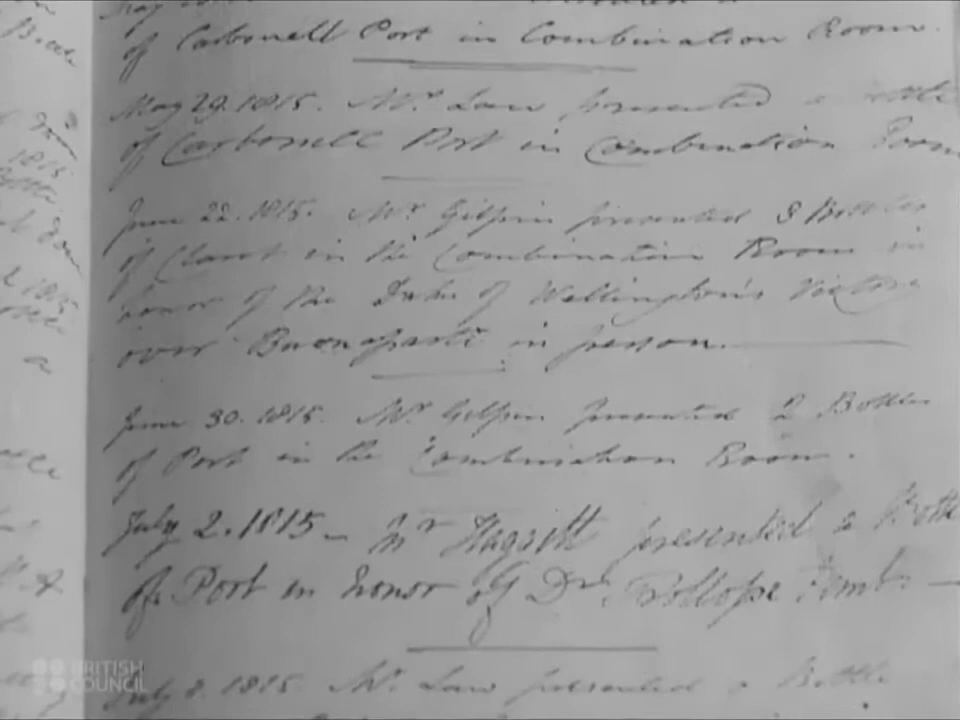 of Carbonell Port in Combination Room.
May 29. 1815. Mr Law presented a Bottle
of Carbonell Port in Combination Room
June 22. 1815. Mr Gilpin presented 3 Bottles
of Claret in the Combination Room in
honor of the Duke of Wellington's Victory
over Buonaparte in person.
June 30. 1815. Mr Gilpin presented 2 Bottles
of Port in the Combination Room.
July 2. 1815 - Mr Haggitt presented a Bottle
of Port in honor of Dr. Trollope
July 8. 1815. Mr Law presented a Bottle
1815
1815
a
BRITISH
COUNCIL